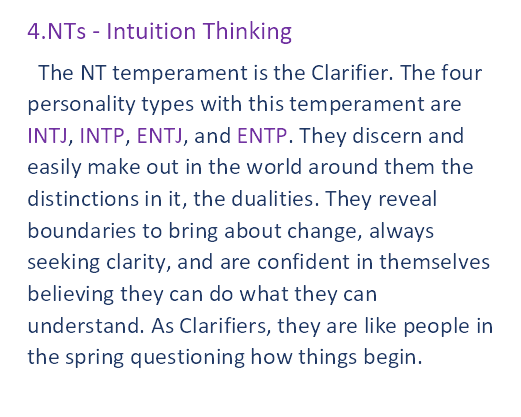 4.NTs - Intuition Thinking
The NT temperament is the Clarifier. The four
personality types with this temperament are
INTJ, INTP, ENTJ, and ENTP. They discern and
easily make out in the world around them the
distinctions in it, the dualities. They reveal
boundaries to bring about change, always
seeking clarity, and are confident in themselves
believing they can do what they can
understand. As Clarifiers, they are like people in
the spring questioning how things begin.